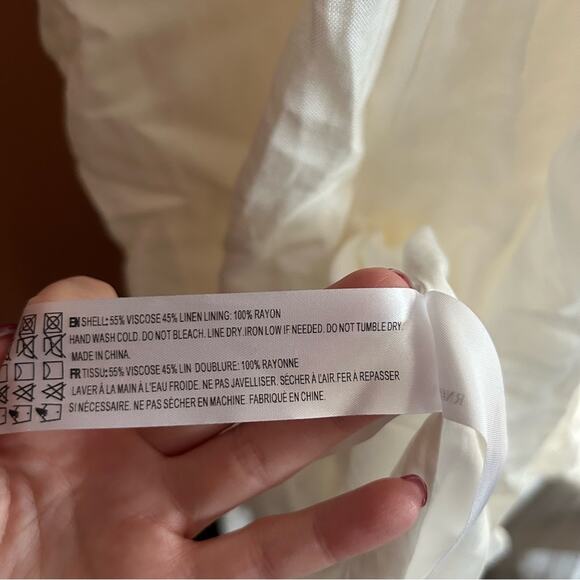 EN SHELL: 55% VISCOSE 45% LINEN LINING: 100% RAYON
HAND WASH COLD. DO NOT BLEACH. LINE DRY. IRON LOW IF NEEDED. DO NOT TUMBLE DRY.
MADE IN CHINA.
FR TISSU: 55% VISCOSE 45% LIN DOUBLURE: 100% RAYONNE
LAVER À LA MAIN À L'EAU FROIDE. NE PAS JAVELLISER. SÉCHER À L'AIR. FER À REPASSER
SI NÉCESSAIRE. NE PAS SÉCHER EN MACHINE. FABRIQUÉ EN CHINE.